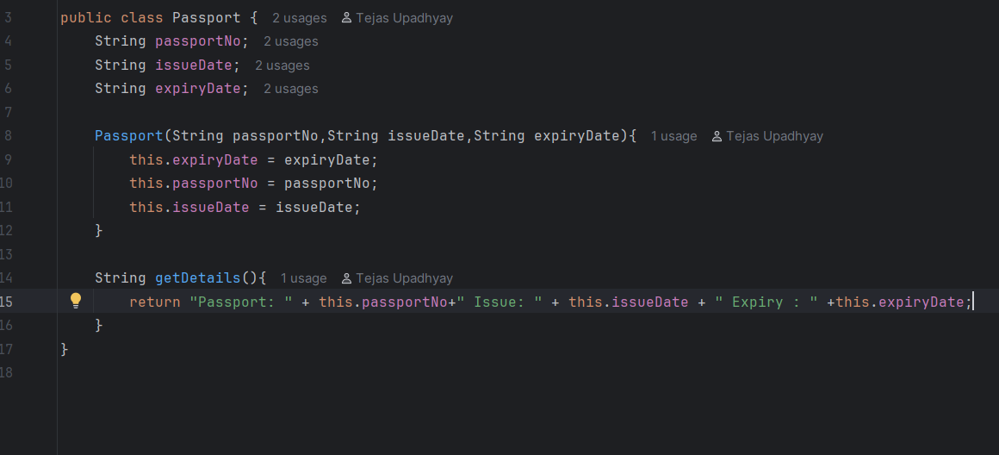 3 public class Passport { 2 usages Tejas Upadhyay
4 String passportNo; 2 usages
5 String issueDate; 2 usages
6 String expiryDate; 2 usages
7
8 Passport(String passportNo,String issueDate,String expiryDate){ 1 usage Tejas Upadhyay
9 this.expiryDate = expiryDate;
10 this.passportNo = passportNo;
11 this.issueDate = issueDate;
12 }
13
14 String getDetails(){ 1 usage Tejas Upadhyay
15 return "Passport: " + this.passportNo+" Issue: " + this.issueDate + " Expiry : " +this.expiryDate;
16 }
17 }
18